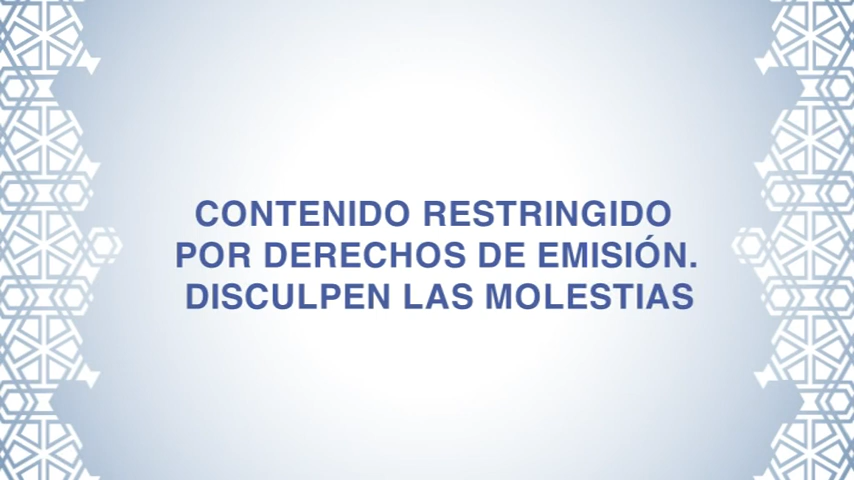 CONTENIDO RESTRINGIDO
POR DERECHOS DE EMISIÓN.
DISCULPEN LAS MOLESTIAS